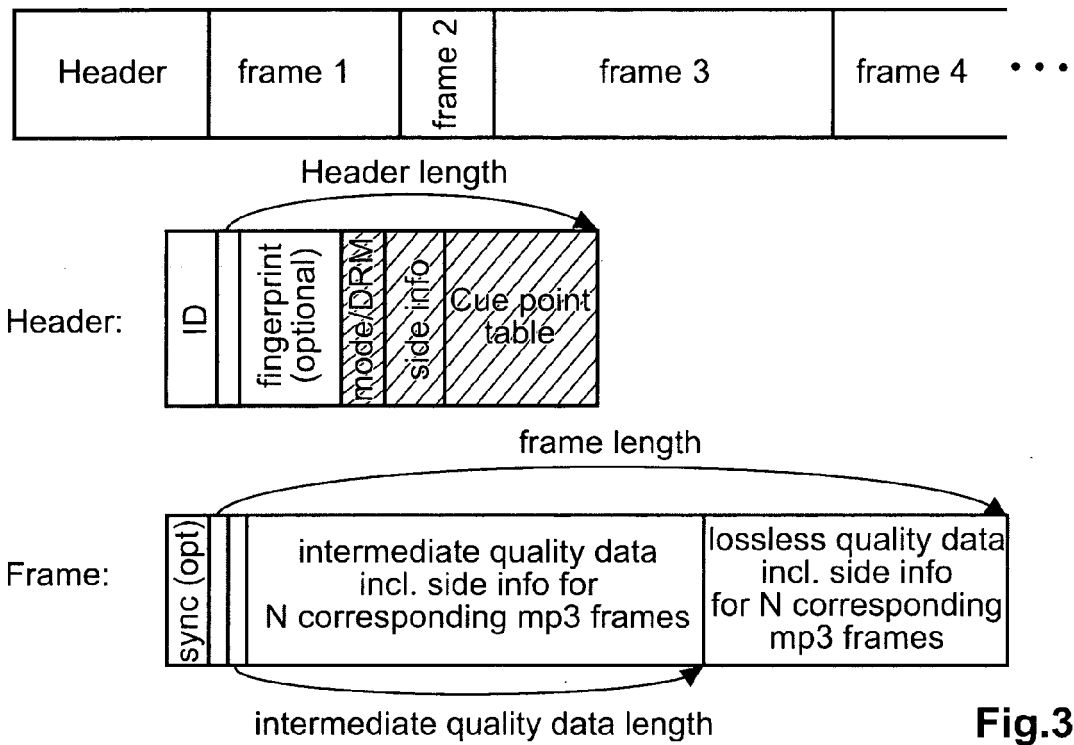 Header frame 1 frame 2 frame 3 frame 4 • • •
Header length
Header:
ID
fingerprint
(optional)
mode/DRM
side info
Cue point
table
frame length
Frame:
sync (opt)
intermediate quality data
incl. side info for
N corresponding mp3 frames
lossless quality data
incl. side info
for N corresponding
mp3 frames
intermediate quality data length
Fig.3